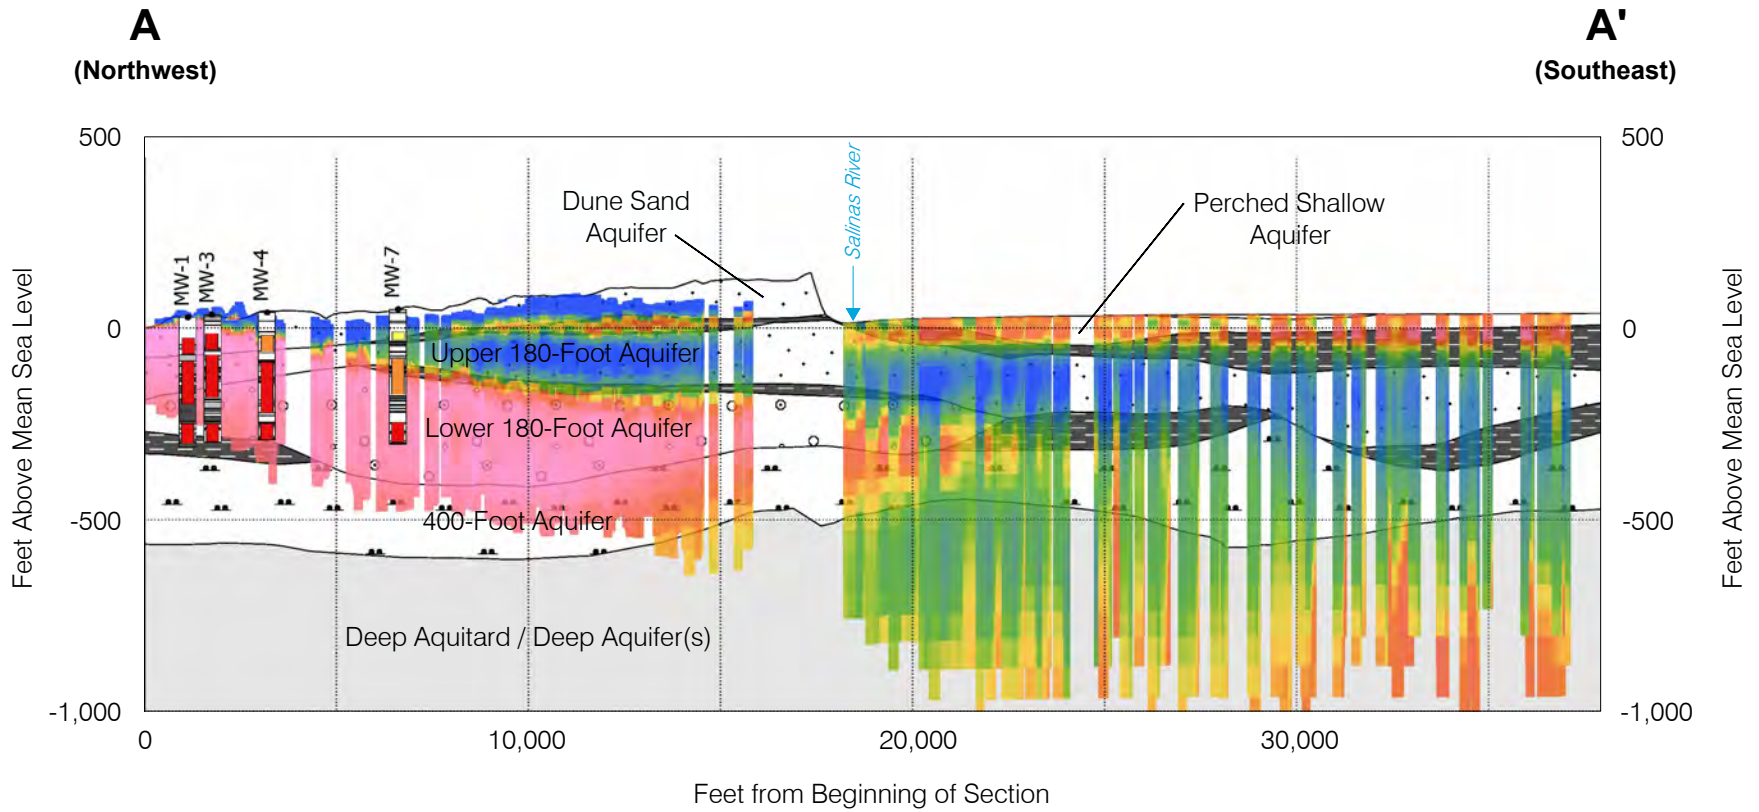 A
(Northwest)
A'
(Southeast)
500
0
-500
-1,000
Feet Above Mean Sea Level
MW-1
MW-3
MW-4
MW-7
Dune Sand
Aquifer
Salinas River
Perched Shallow
Aquifer
Upper 180-Foot Aquifer
Lower 180-Foot Aquifer
400-Foot Aquifer
Deep Aquitard / Deep Aquifer(s)
500
0
-500
-1,000
Feet Above Mean Sea Level
0
10,000
20,000
30,000
Feet from Beginning of Section